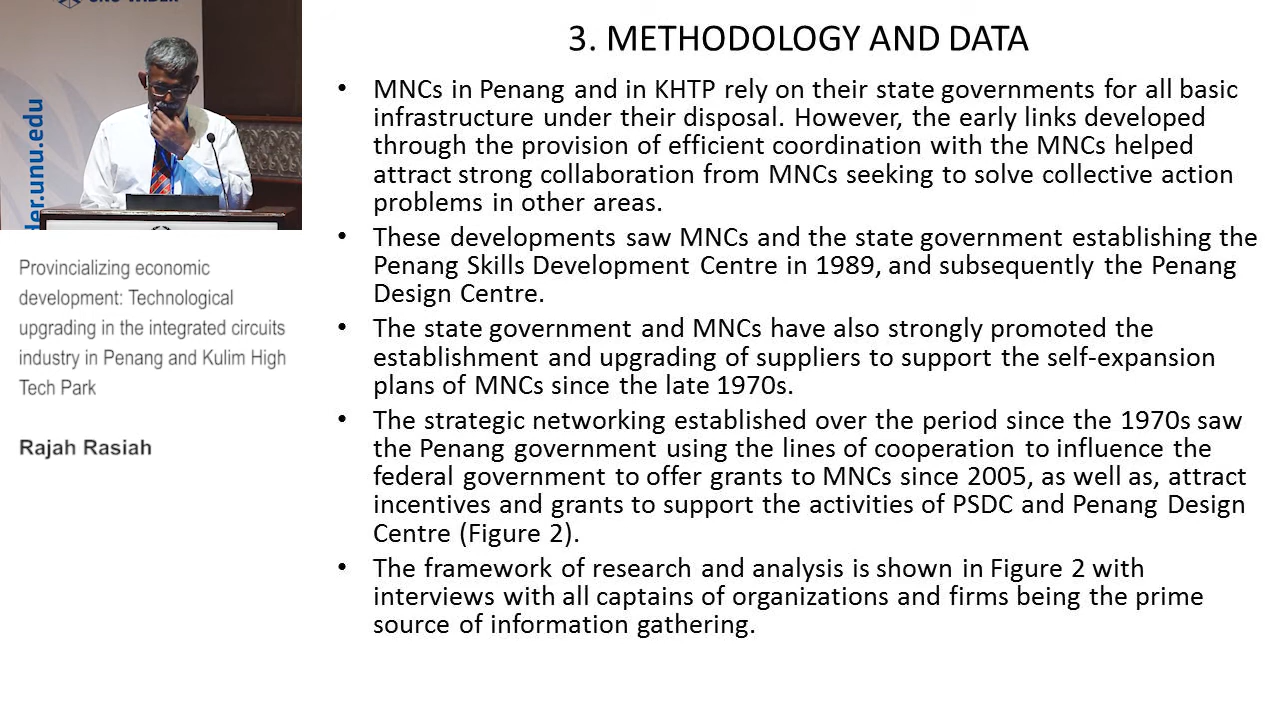 UNU-WIDER
der.unu.edu
Provincializing economic
development: Technological
upgrading in the integrated circuits
industry in Penang and Kulim High
Tech Park
Rajah Rasiah
3. METHODOLOGY AND DATA
• MNCs in Penang and in KHTP rely on their state governments for all basic
infrastructure under their disposal. However, the early links developed
through the provision of efficient coordination with the MNCs helped
attract strong collaboration from MNCs seeking to solve collective action
problems in other areas.
• These developments saw MNCs and the state government establishing the
Penang Skills Development Centre in 1989, and subsequently the Penang
Design Centre.
• The state government and MNCs have also strongly promoted the
establishment and upgrading of suppliers to support the self-expansion
plans of MNCs since the late 1970s.
• The strategic networking established over the period since the 1970s saw
the Penang government using the lines of cooperation to influence the
federal government to offer grants to MNCs since 2005, as well as, attract
incentives and grants to support the activities of PSDC and Penang Design
Centre (Figure 2).
• The framework of research and analysis is shown in Figure 2 with
interviews with all captains of organizations and firms being the prime
source of information gathering.